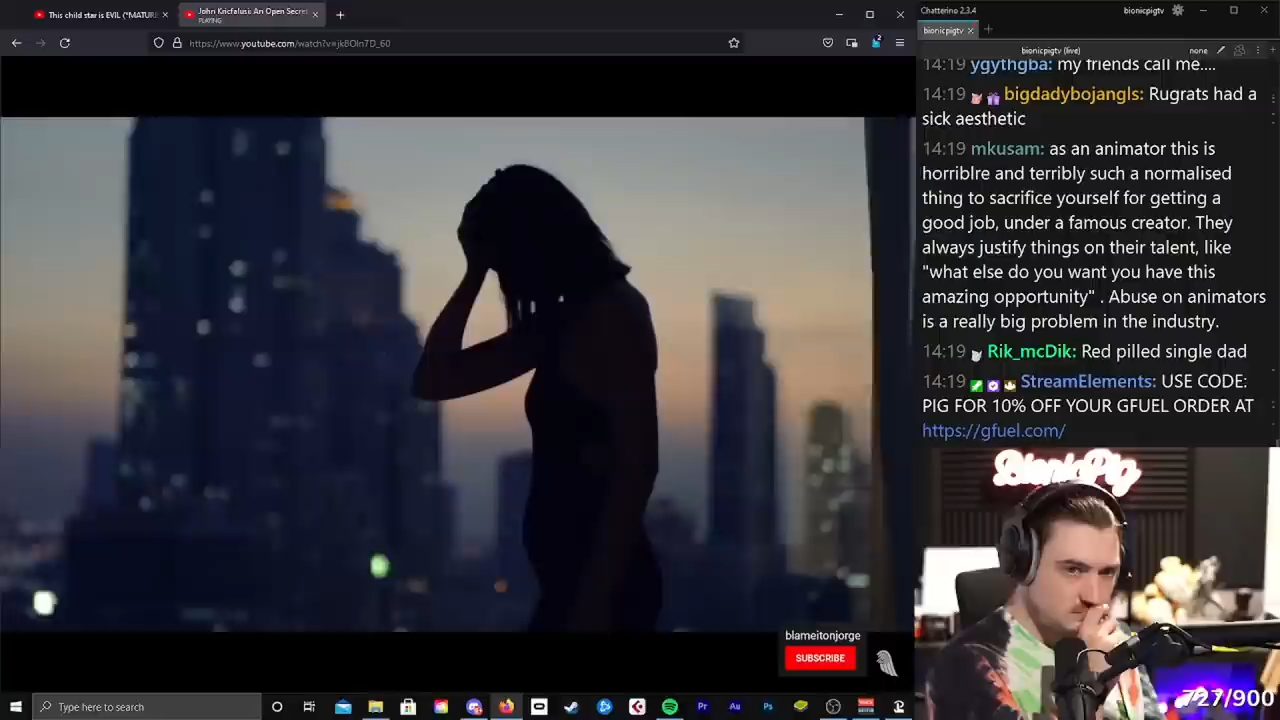 This child star is EVIL (*MATURE
John Kricfalusi: An Open Secret
PLAYING
Chatterino 2.3.4
bionicpigtv
bionicpigtv
https://www.youtube.com/watch?v=jkBOIn7D_60
2
bionicpigtv (live)
none
14:19 ygythgba: my friends call me....
14:19 bigdadybojangls: Rugrats had a
sick aesthetic
14:19 mkusam: as an animator this is
horriblre and terribly such a normalised
thing to sacrifice yourself for getting a
good job, under a famous creator. They
always justify things on their talent, like
"what else do you want you have this
amazing opportunity" . Abuse on animators
is a really big problem in the industry.
14:19 Rik_mcDik: Red pilled single dad
14:19 StreamElements: USE CODE:
PIG FOR 10% OFF YOUR GFUEL ORDER AT
https://gfuel.com/
BionicPig
blameitonjorge
SUBSCRIBE
727/900
Type here to search
Pr
Au
Ps